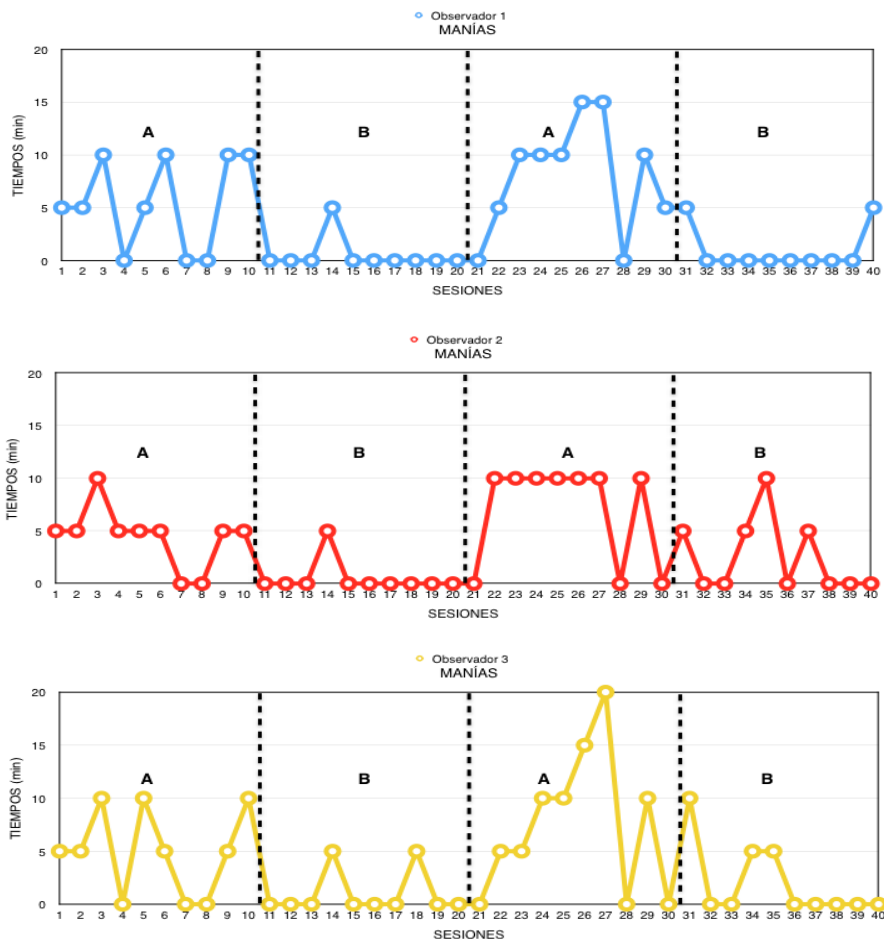 Observador 1
MANÍAS
20
15
10
5
0
TIEMPOS (min)
A B A B
1 2 3 4 5 6 7 8 9 10 11 12 13 14 15 16 17 18 19 20 21 22 23 24 25 26 27 28 29 30 31 32 33 34 35 36 37 38 39 40
SESIONES
Observador 2
MANÍAS
20
15
10
5
0
TIEMPOS (min)
A B A B
1 2 3 4 5 6 7 8 9 10 11 12 13 14 15 16 17 18 19 20 21 22 23 24 25 26 27 28 29 30 31 32 33 34 35 36 37 38 39 40
SESIONES
Observador 3
MANÍAS
20
15
10
5
0
TIEMPOS (min)
A B A B
1 2 3 4 5 6 7 8 9 10 11 12 13 14 15 16 17 18 19 20 21 22 23 24 25 26 27 28 29 30 31 32 33 34 35 36 37 38 39 40
SESIONES